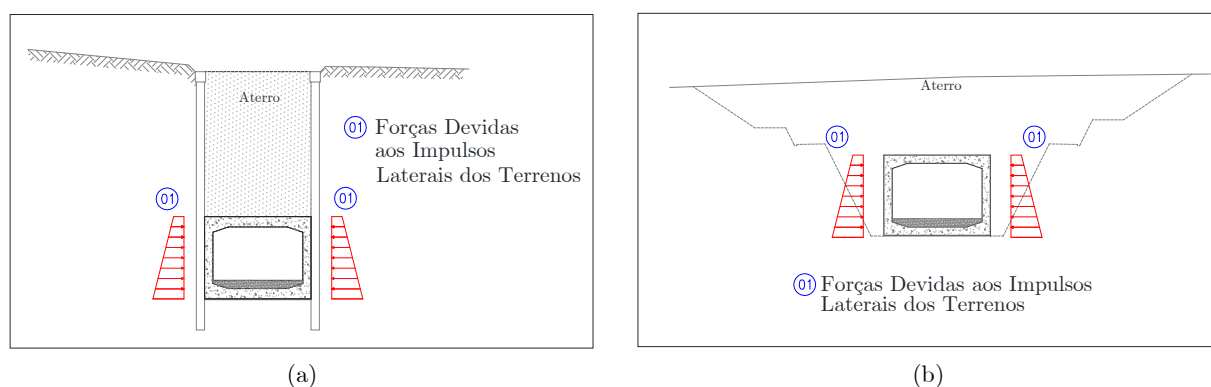 Aterro
01 Forças Devidas
aos Impulsos
Laterais dos Terrenos
01
01
(a)
Aterro
01
01
01 Forças Devidas aos Impulsos
Laterais dos Terrenos
(b)